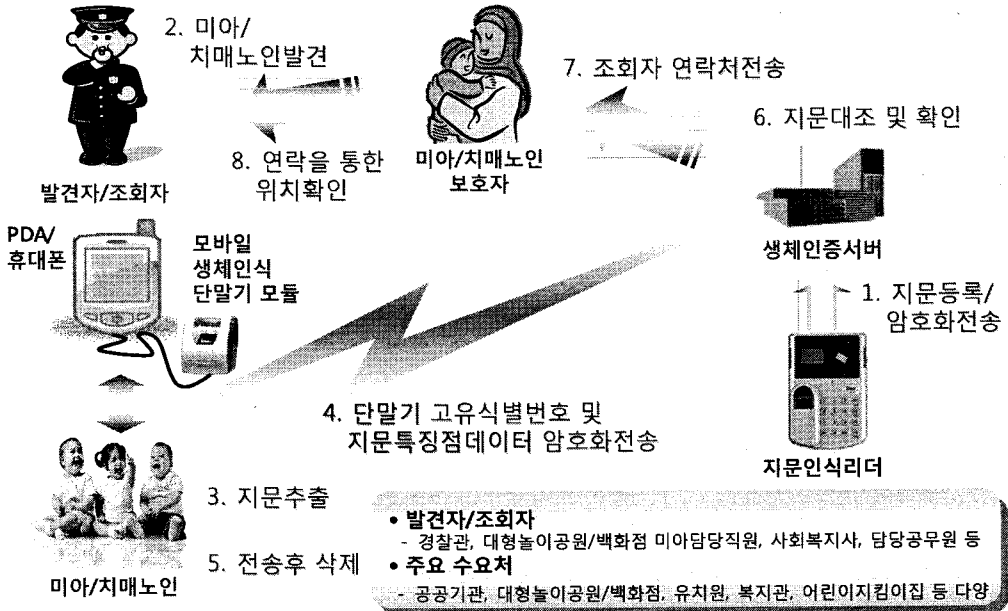 2. 미아/
치매노인발견
7. 조회자 연락처전송
6. 지문대조 및 확인
8. 연락을 통한
위치확인
발견자/조회자
미아/치매노인
보호자
생체인증서버
PDA/
휴대폰
모바일
생체인식
단말기 모듈
1. 지문등록/
암호화전송
4. 단말기 고유식별번호 및
지문특징점데이터 암호화전송
지문인식리더
3. 지문추출
5. 전송후 삭제
미아/치매노인
• 발견자/조회자
- 경찰관, 대형놀이공원/백화점 미아담당직원, 사회복지사, 담당공무원 등
• 주요 수요처
- 공공기관, 대형놀이공원/백화점, 유치원, 복지관, 어린이지킴이집 등 다양